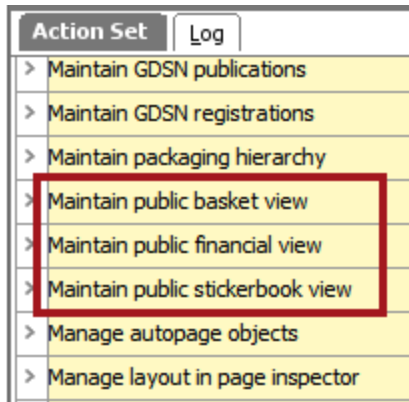 Action Set Log
> Maintain GDSN publications
> Maintain GDSN registrations
> Maintain packaging hierarchy
> Maintain public basket view
> Maintain public financial view
> Maintain public stickerbook view
> Manage autopage objects
> Manage layout in page inspector